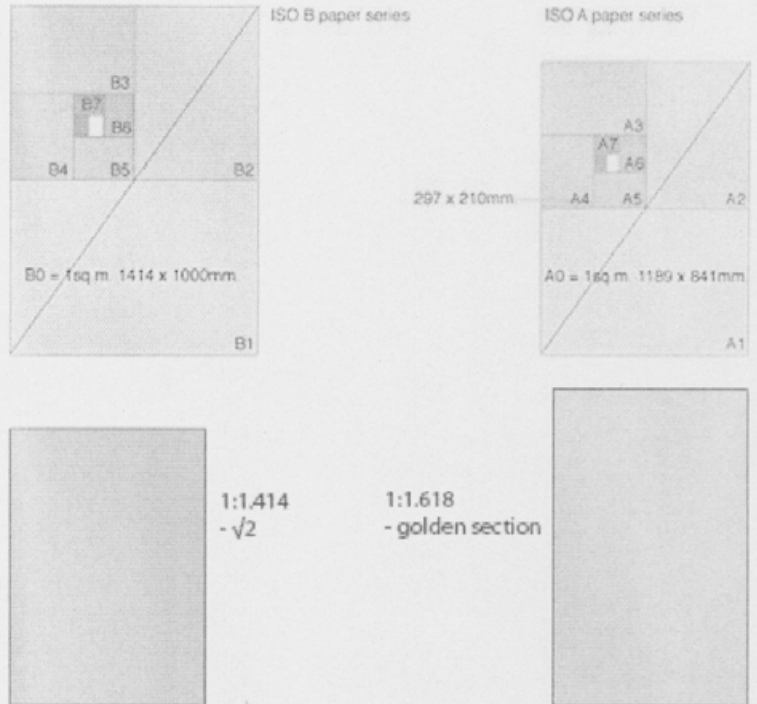 ISO B paper series
B3
B7
B6
B4
B5
B2
B0 = 1sq.m. 1414 x 1000mm.
B1
ISO A paper series
A3
A7
A6
297 x 210mm.
A4
A5
A2
A0 = 1sq.m. 1189 x 841mm.
A1
1:1.414
- √2
1:1.618
- golden section